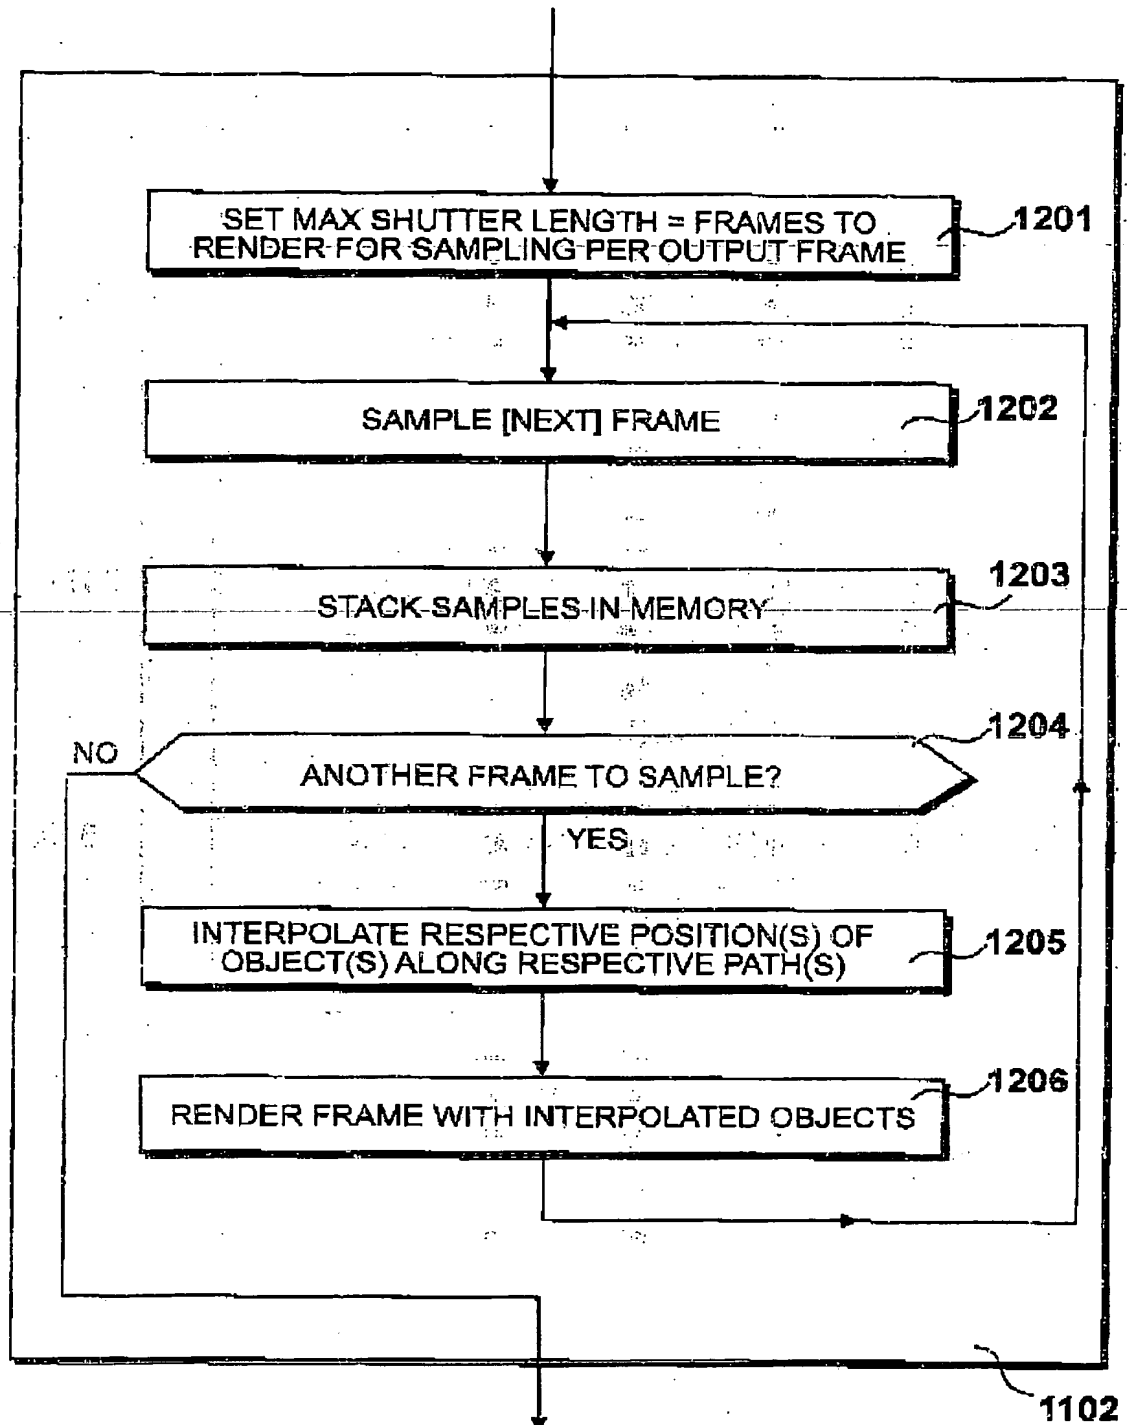 SET MAX SHUTTER LENGTH = FRAMES TO
RENDER FOR SAMPLING PER OUTPUT FRAME
1201
SAMPLE [NEXT] FRAME
1202
STACK SAMPLES IN MEMORY
1203
ANOTHER FRAME TO SAMPLE?
1204
NO
YES
INTERPOLATE RESPECTIVE POSITION(S) OF
OBJECT(S) ALONG RESPECTIVE PATH(S)
1205
RENDER FRAME WITH INTERPOLATED OBJECTS
1206
1102